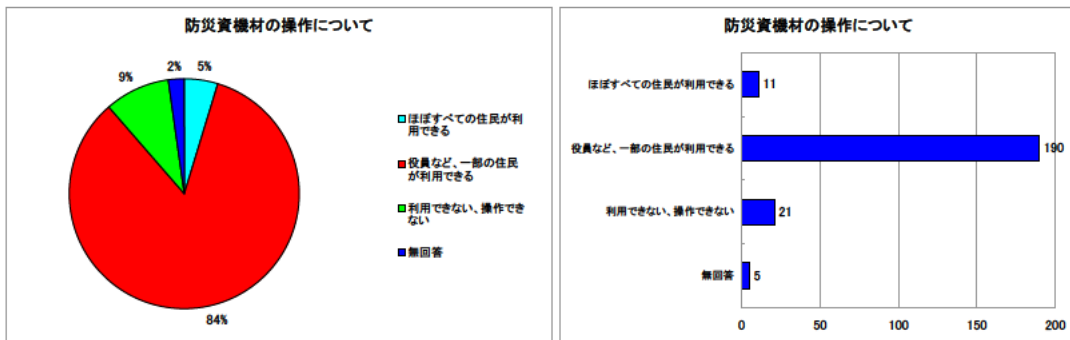 防災資機材の操作について
2%
5%
9%
84%
ほぼすべての住民が利
用できる
役員など、一部の住民
が利用できる
利用できない、操作でき
ない
無回答
防災資機材の操作について
ほぼすべての住民が利用できる
11
役員など、一部の住民が利用できる
190
利用できない、操作できない
21
無回答
5
0 50 100 150 200